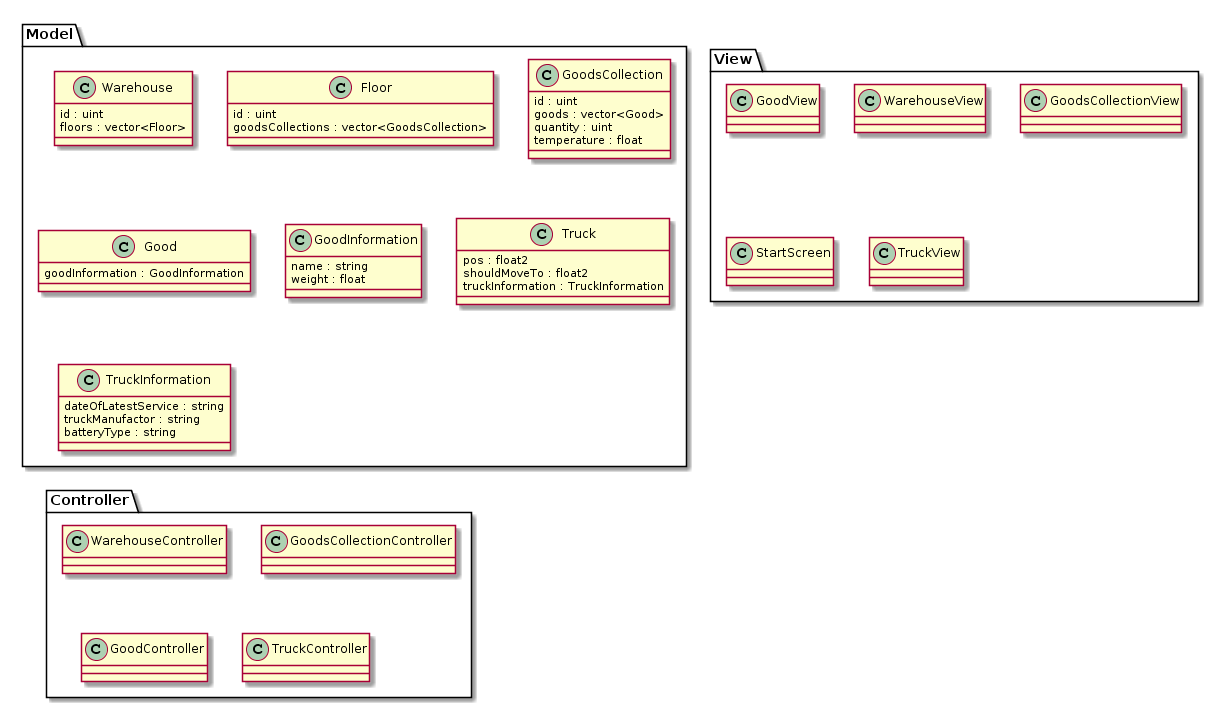 Model
C Warehouse
id : uint
floors : vector<Floor>
C Floor
id : uint
goodsCollections : vector<GoodsCollection>
C GoodsCollection
id : uint
goods : vector<Good>
quantity : uint
temperature : float
C Good
goodInformation : GoodInformation
C GoodInformation
name : string
weight : float
C Truck
pos : float2
shouldMoveTo : float2
truckInformation : TruckInformation
C TruckInformation
dateOfLatestService : string
truckManufactor : string
batteryType : string
View
C GoodView
C WarehouseView
C GoodsCollectionView
C StartScreen
C TruckView
Controller
C WarehouseController
C GoodsCollectionController
C GoodController
C TruckController